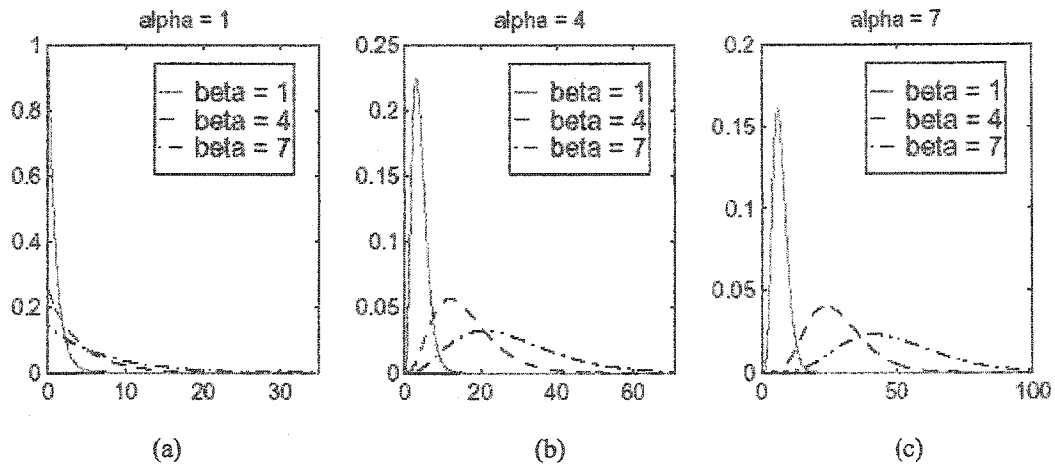 alpha = 1
1
0.8
0.6
0.4
0.2
0
0
10
20
30
beta = 1
beta = 4
beta = 7
(a)
alpha = 4
0.25
0.2
0.15
0.1
0.05
0
0
20
40
60
beta = 1
beta = 4
beta = 7
(b)
alpha = 7
0.2
0.15
0.1
0.05
0
0
50
100
beta = 1
beta = 4
beta = 7
(c)